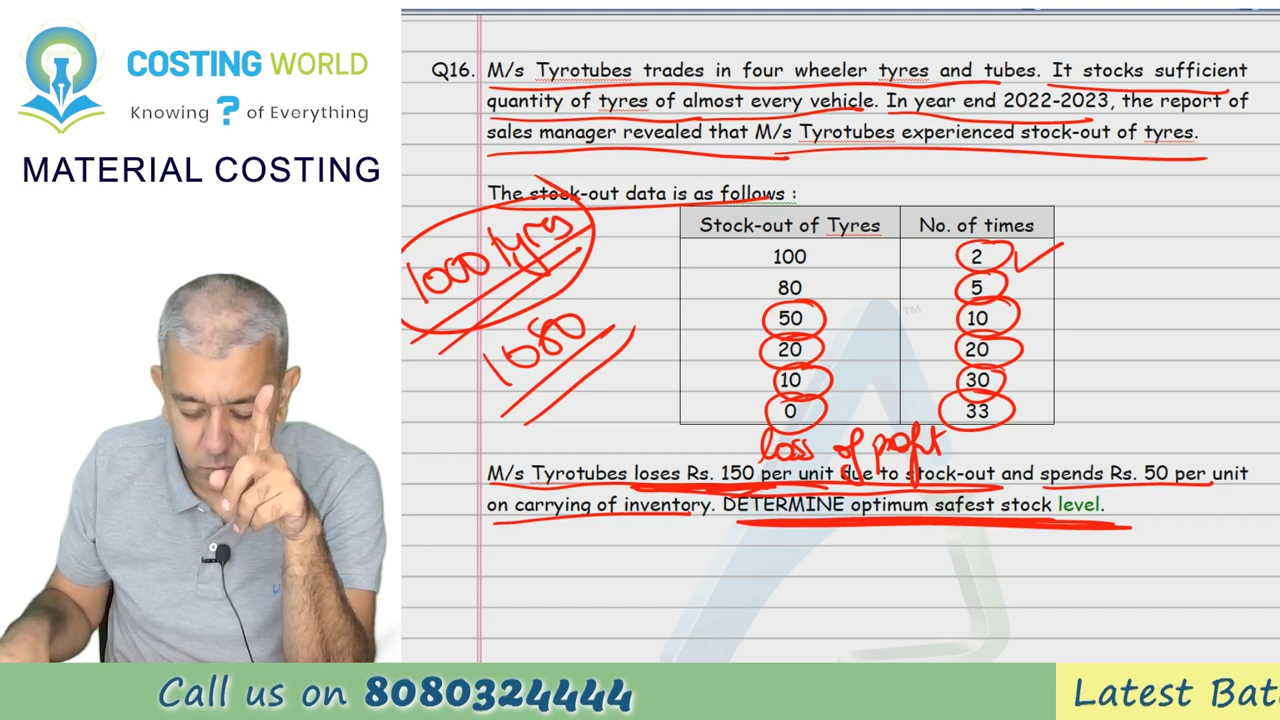 COSTING WORLD
Knowing ? of Everything
MATERIAL COSTING
Q16. M/s Tyrotubes trades in four wheeler tyres and tubes. It stocks sufficient
quantity of tyres of almost every vehicle. In year end 2022-2023, the report of
sales manager revealed that M/s Tyrotubes experienced stock-out of tyres.
The stock-out data is as follows :
Stock-out of Tyres No. of times
100 2
80 5
50 10
20 20
10 30
0 33
1000 tyres
1080
loss of profit
M/s Tyrotubes loses Rs. 150 per unit due to stock-out and spends Rs. 50 per unit
on carrying of inventory. DETERMINE optimum safest stock level.
TM
Call us on 8080324444
Latest Bat